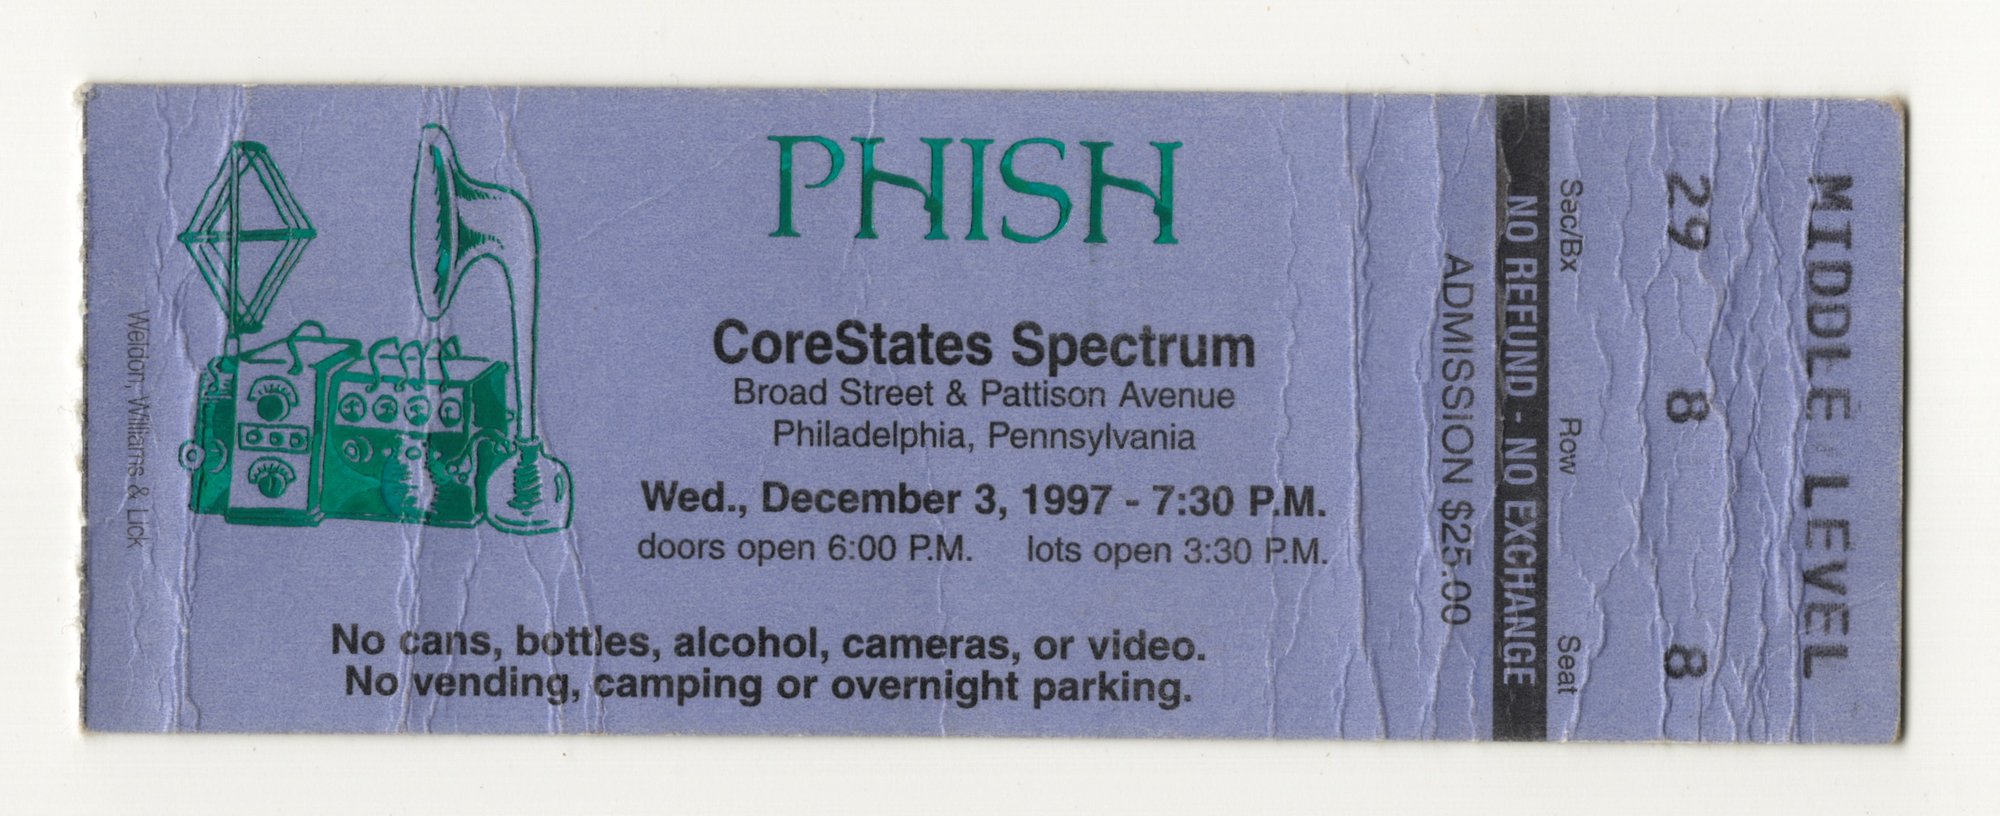 PHISH
CoreStates Spectrum
Broad Street & Pattison Avenue
Philadelphia, Pennsylvania
Wed., December 3, 1997 - 7:30 P.M.
doors open 6:00 P.M. lots open 3:30 P.M.
No cans, bottles, alcohol, cameras, or video.
No vending, camping or overnight parking.
Weldon, Williams & Lick
ADMISSION $25.00
NO REFUND - NO EXCHANGE
Sec/Bx Row Seat
29 8 8
MIDDLE LEVEL